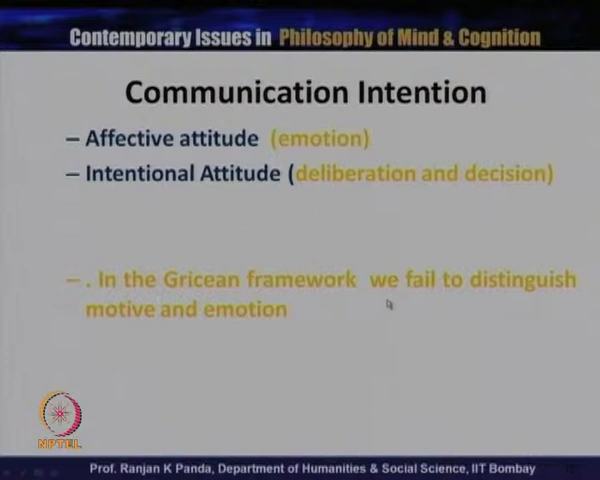 Contemporary Issues in Philosophy of Mind & Cognition
Communication Intention
– Affective attitude (emotion)
– Intentional Attitude (deliberation and decision)
– . In the Gricean framework we fail to distinguish
motive and emotion
NPTEL
Prof. Ranjan K Panda, Department of Humanities & Social Science, IIT Bombay